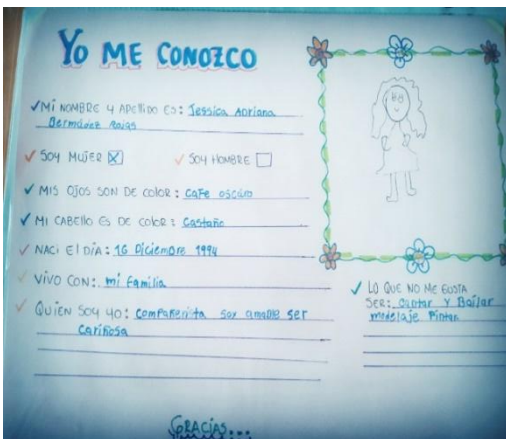 YO ME CONOZCO
Mi NOMBRE Y APELLIDO ES: Jessica Adriana
Bermúdez Rojas
SOY MUJER ☒ SOY HOMBRE ☐
MIS OJOS SON DE COLOR: Cafe oscuro
MI CABELLO ES DE COLOR: Castaño
NACI El DÍA: 16 Diciembre 1994
VIVO CON: mi familia
QUIEN SOY YO: Compañerista soy amable ser
Cariñosa
LO QUE NO ME GUSTA
SER: Cantar Y Bailar
modelaje Pintar
GRACIAS...